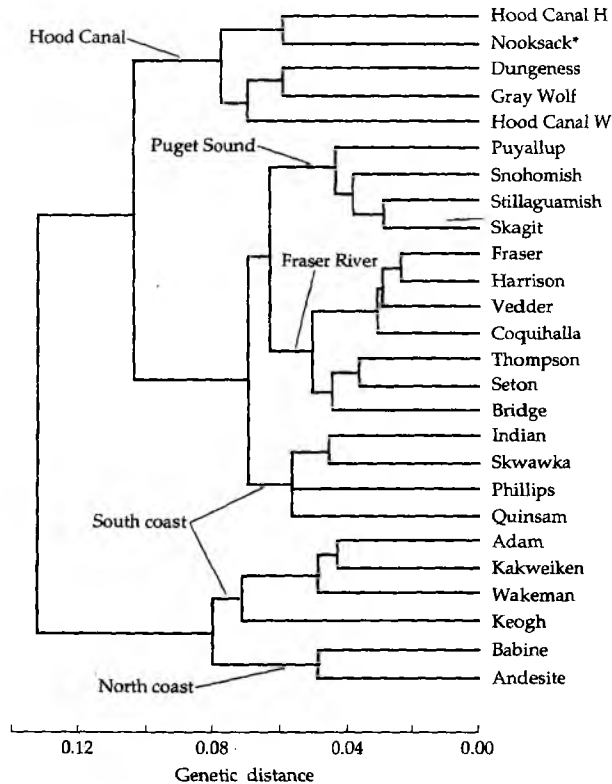 Hood Canal H
Hood Canal
Nooksack*
Dungeness
Gray Wolf
Hood Canal W
Puget Sound
Puyallup
Snohomish
Stillaguamish
Skagit
Fraser River
Fraser
Harrison
Vedder
Coquihalla
Thompson
Seton
Bridge
Indian
Skwawka
Phillips
South coast
Quinsam
Adam
Kakweiken
Wakeman
Keogh
Babine
North coast
Andesite
0.12 0.08 0.04 0.00
Genetic distance